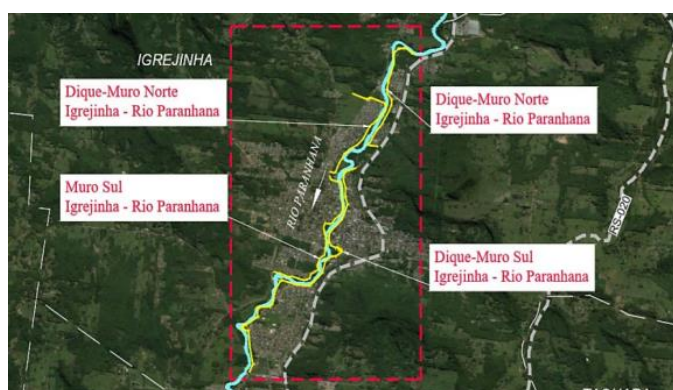 IGREJINHA
Dique-Muro Norte
Igrejinha - Rio Paranhana
Dique-Muro Norte
Igrejinha - Rio Paranhana
RIO PARANHANA
Muro Sul
Igrejinha - Rio Paranhana
RS-020
Dique-Muro Sul
Igrejinha - Rio Paranhana